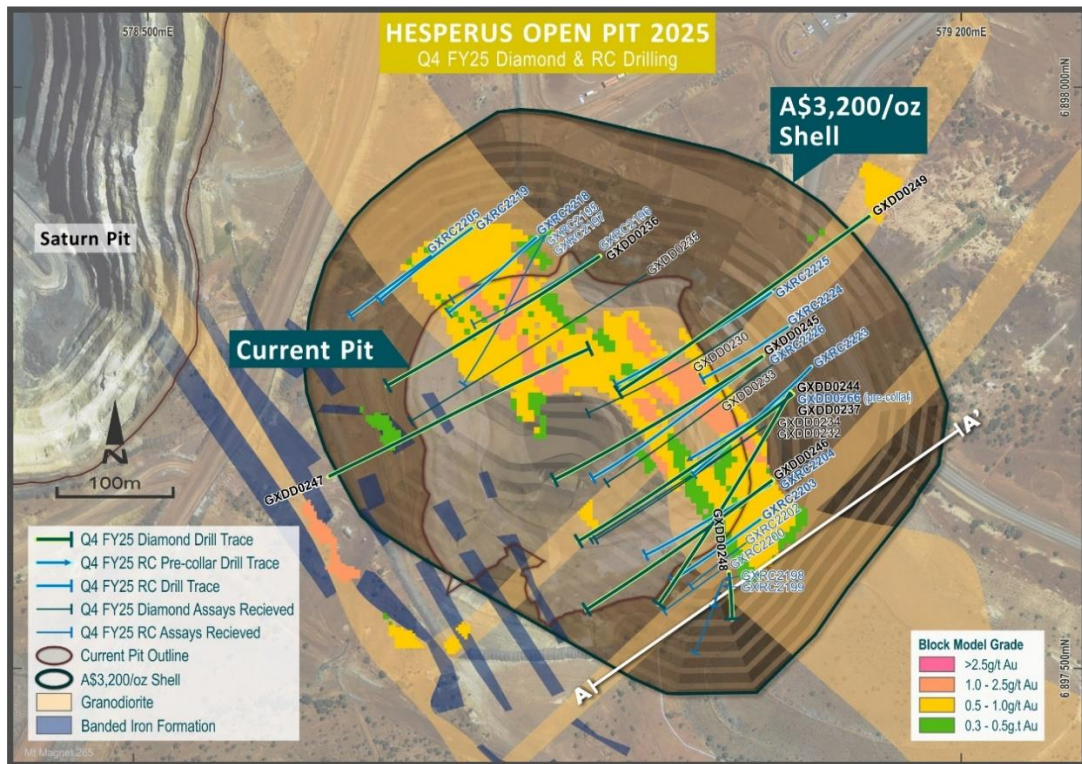 HESPERUS OPEN PIT 2025
Q4 FY25 Diamond & RC Drilling
578 500mE
579 200mE
6 898 000mN
A$3,200/oz
Shell
Saturn Pit
Current Pit
GXRC2205
GXRC2219
GXRC2218
GXRC2195
GXRC2197
GXRC2196
GXDD0236
GXDD0235
GXDD0249
GXRC2225
GXRC2224
GXDD0245
GXRC2226
GXDD0230
GXRC2223
GXDD0233
GXDD0244
GXDD0266 (pre-collar)
GXDD0237
GXDD0234
GXDD0232
GXDD0246
GXRC2204
GXRC2203
GXRC2202
GXRC2200
GXDD0248
GXRC2198
GXRC2199
GXDD0247
A'
A
N
100m
Q4 FY25 Diamond Drill Trace
Q4 FY25 RC Pre-collar Drill Trace
Q4 FY25 RC Drill Trace
Q4 FY25 Diamond Assays Recieved
Q4 FY25 RC Assays Recieved
Current Pit Outline
A$3,200/oz Shell
Granodiorite
Banded Iron Formation
Mt Magnet 265
Block Model Grade
>2.5g/t Au
1.0 - 2.5g/t Au
0.5 - 1.0g/t Au
0.3 - 0.5g.t Au
6 897 500mN